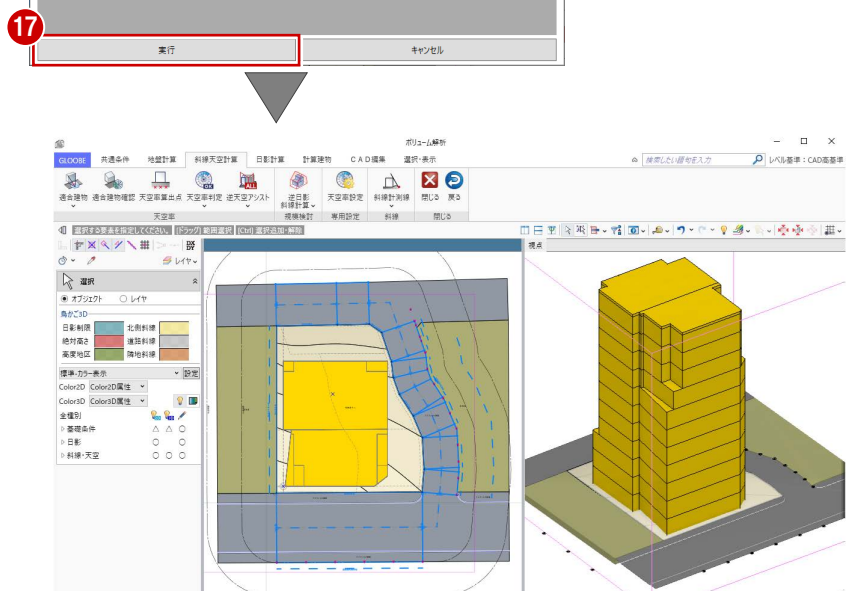 17
実行 キャンセル
ボリューム解析
GLOOBE 共通条件 地盤計算 斜線天空計算 日影計算 計算建物 CAD編集 選択・表示 検索したい語句を入力 レベル基準：CAD高基準
適合建物 適合建物確認 天空率算出点 天空率判定 逆天空アシスト 逆日影斜線計算 天空率設定 斜線計測線 閉じる 戻る
天空率 規模検討 専用設定 斜線 閉じる
選択する要素を指定してください。 [ドラッグ] 範囲選択 [Ctrl] 選択追加・解除
視点
レイヤ
選択
オブジェクト レイヤ
鳥かご3D
日影制限 北側斜線
絶対高さ 道路斜線
高度地区 隣地斜線
標準-カラー表示 設定
Color2D Color2D属性
Color3D Color3D属性
全種別
基礎条件 △ △ ○
日影 ○ ○
斜線・天空 ○ ○ ○